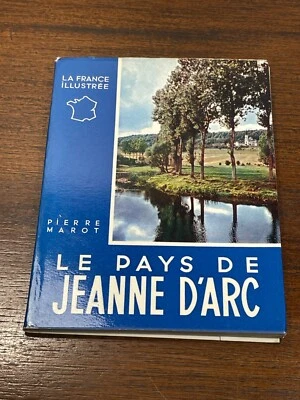 LA FRANCE
ILLUSTRÉE
PIERRE
MAROT
LE PAYS DE
JEANNE D'ARC